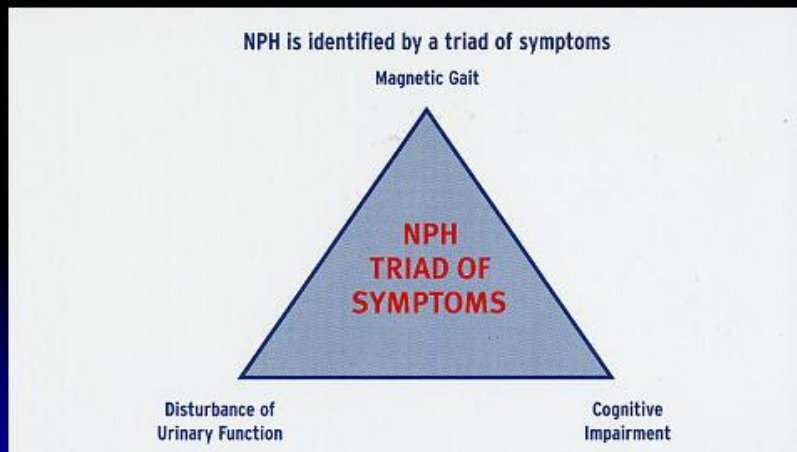 NPH is identified by a triad of symptoms
Magnetic Gait
NPH
TRIAD OF
SYMPTOMS
Disturbance of
Urinary Function
Cognitive
Impairment